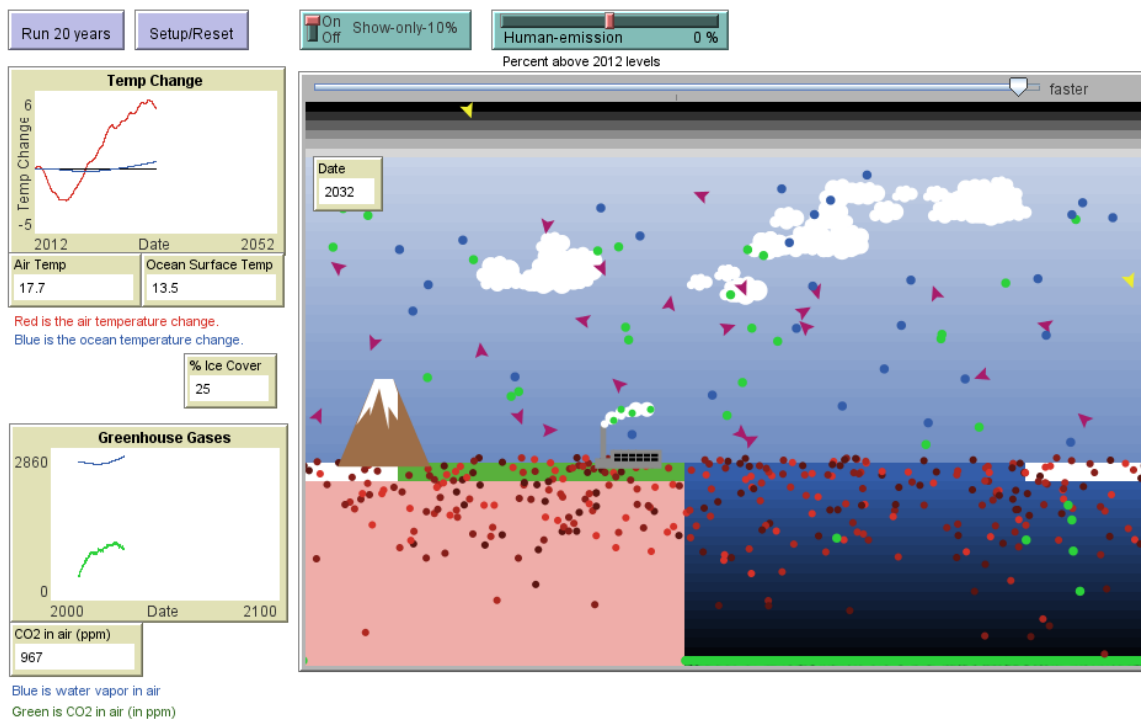 Run 20 years
Setup/Reset
On
Off
Show-only-10%
Human-emission
0 %
Percent above 2012 levels
faster
Temp Change
6
Temp Change
-5
2012
Date
2052
Date
2032
Air Temp
17.7
Ocean Surface Temp
13.5
Red is the air temperature change.
Blue is the ocean temperature change.
% Ice Cover
25
Greenhouse Gases
2860
0
2000
Date
2100
CO2 in air (ppm)
967
Blue is water vapor in air
Green is CO2 in air (in ppm)